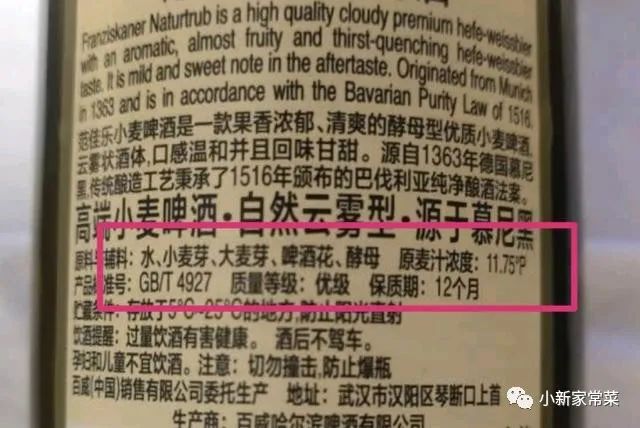 Franziskaner Naturtrub is a high quality cloudy premium hefe-weissbier
with an aromatic, almost fruity and thirst-quenching hefe-weissbier
taste. It is mild and sweet note in the aftertaste. Originated from Munich
in 1363 and is in accordance with the Bavarian Purity Law of 1516.
范佳乐小麦啤酒是一款果香浓郁、清爽的酵母型优质小麦啤酒,
云雾状酒体,口感温和并且回味甘甜。源自1363年德国慕尼
黑,传统酿造工艺秉承了1516年颁布的巴伐利亚纯净酿酒法案。
高端小麦啤酒·自然云雾型·源于慕尼黑
原料与辅料：水、小麦芽、大麦芽、啤酒花、酵母 原麦汁浓度：11.75°P
产品标准号：GB/T 4927 质量等级：优级 保质期：12个月
贮藏条件：存放于5°C-25°C的地方,防止阳光直射
饮酒提醒：过量饮酒有害健康。 酒后不驾车。
孕妇和儿童不宜饮酒。注意：切勿撞击,防止爆瓶
百威(中国)销售有限公司委托生产 地址：武汉市汉阳区琴断口上首
生产商：百威哈尔滨啤酒有限公司
小新家常菜